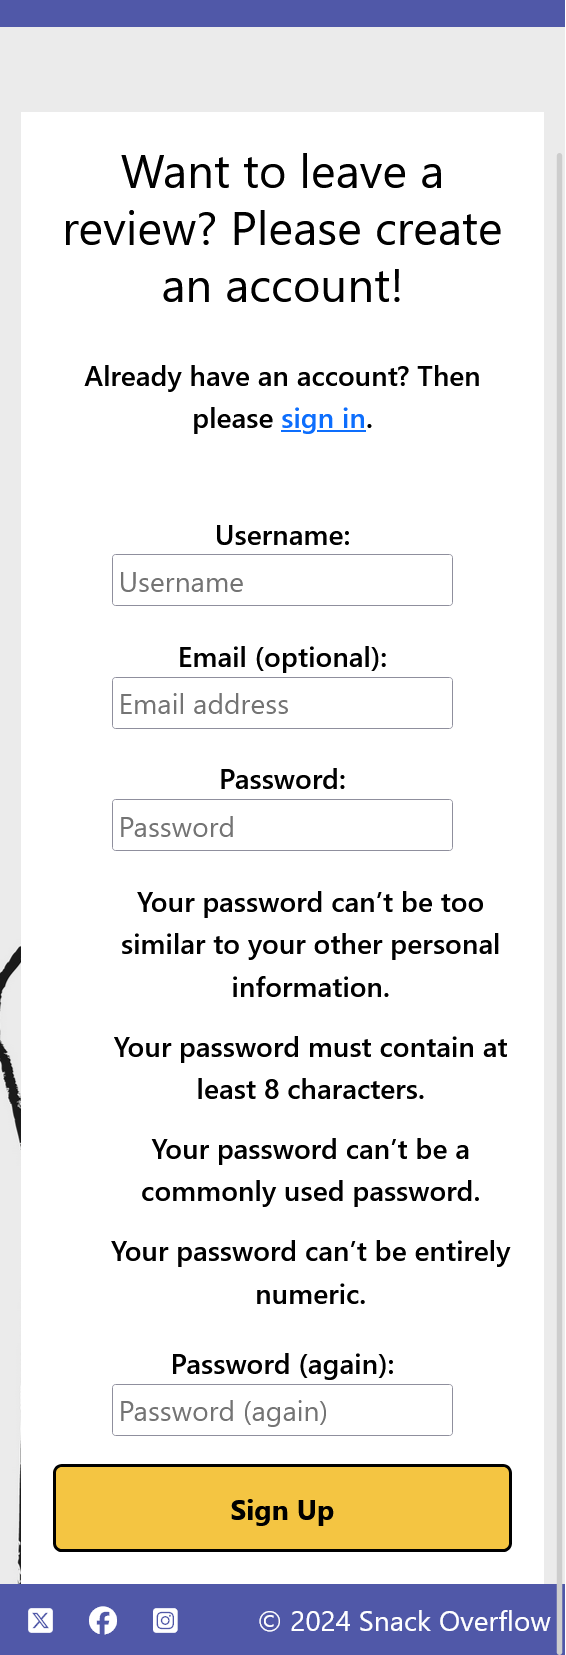 Want to leave a
review? Please create
an account!
Already have an account? Then
please sign in.
Username:
Username
Email (optional):
Email address
Password:
Password
Your password can’t be too
similar to your other personal
information.
Your password must contain at
least 8 characters.
Your password can’t be a
commonly used password.
Your password can’t be entirely
numeric.
Password (again):
Password (again)
Sign Up
© 2024 Snack Overflow